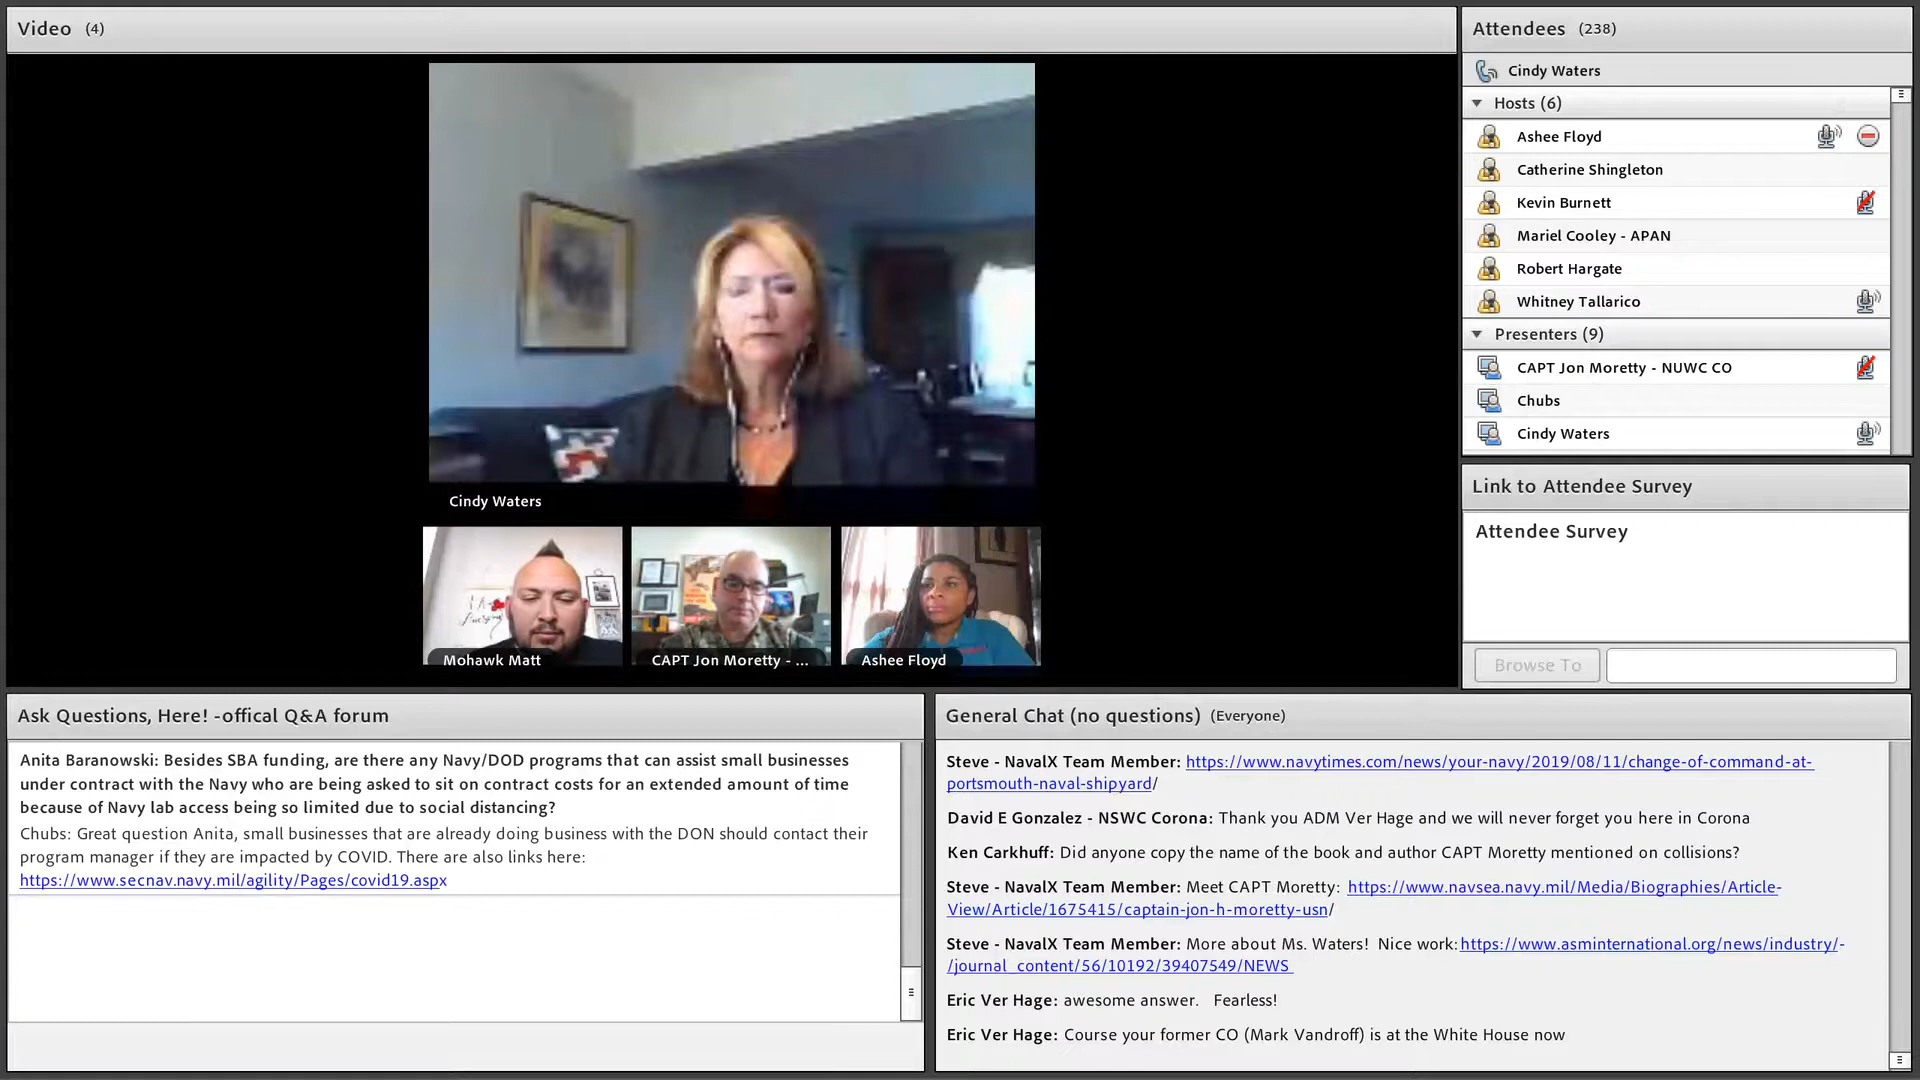 Video (4)
Cindy Waters
Mohawk Matt
CAPT Jon Moretty - ...
Ashee Floyd
Attendees (238)
Cindy Waters
Hosts (6)
Ashee Floyd
Catherine Shingleton
Kevin Burnett
Mariel Cooley - APAN
Robert Hargate
Whitney Tallarico
Presenters (9)
CAPT Jon Moretty - NUWC CO
Chubs
Cindy Waters
Link to Attendee Survey
Attendee Survey
Browse To
Ask Questions, Here! -offical Q&A forum
Anita Baranowski: Besides SBA funding, are there any Navy/DOD programs that can assist small businesses
under contract with the Navy who are being asked to sit on contract costs for an extended amount of time
because of Navy lab access being so limited due to social distancing?
Chubs: Great question Anita, small businesses that are already doing business with the DON should contact their
program manager if they are impacted by COVID. There are also links here:
https://www.secnav.navy.mil/agility/Pages/covid19.aspx
General Chat (no questions) (Everyone)
Steve - NavalX Team Member: https://www.navytimes.com/news/your-navy/2019/08/11/change-of-command-at-
portsmouth-naval-shipyard/
David E Gonzalez - NSWC Corona: Thank you ADM Ver Hage and we will never forget you here in Corona
Ken Carkhuff: Did anyone copy the name of the book and author CAPT Moretty mentioned on collisions?
Steve - NavalX Team Member: Meet CAPT Moretty: https://www.navsea.navy.mil/Media/Biographies/Article-
View/Article/1675415/captain-jon-h-moretty-usn/
Steve - NavalX Team Member: More about Ms. Waters! Nice work:https://www.asminternational.org/news/industry/-
/journal_content/56/10192/39407549/NEWS
Eric Ver Hage: awesome answer. Fearless!
Eric Ver Hage: Course your former CO (Mark Vandroff) is at the White House now